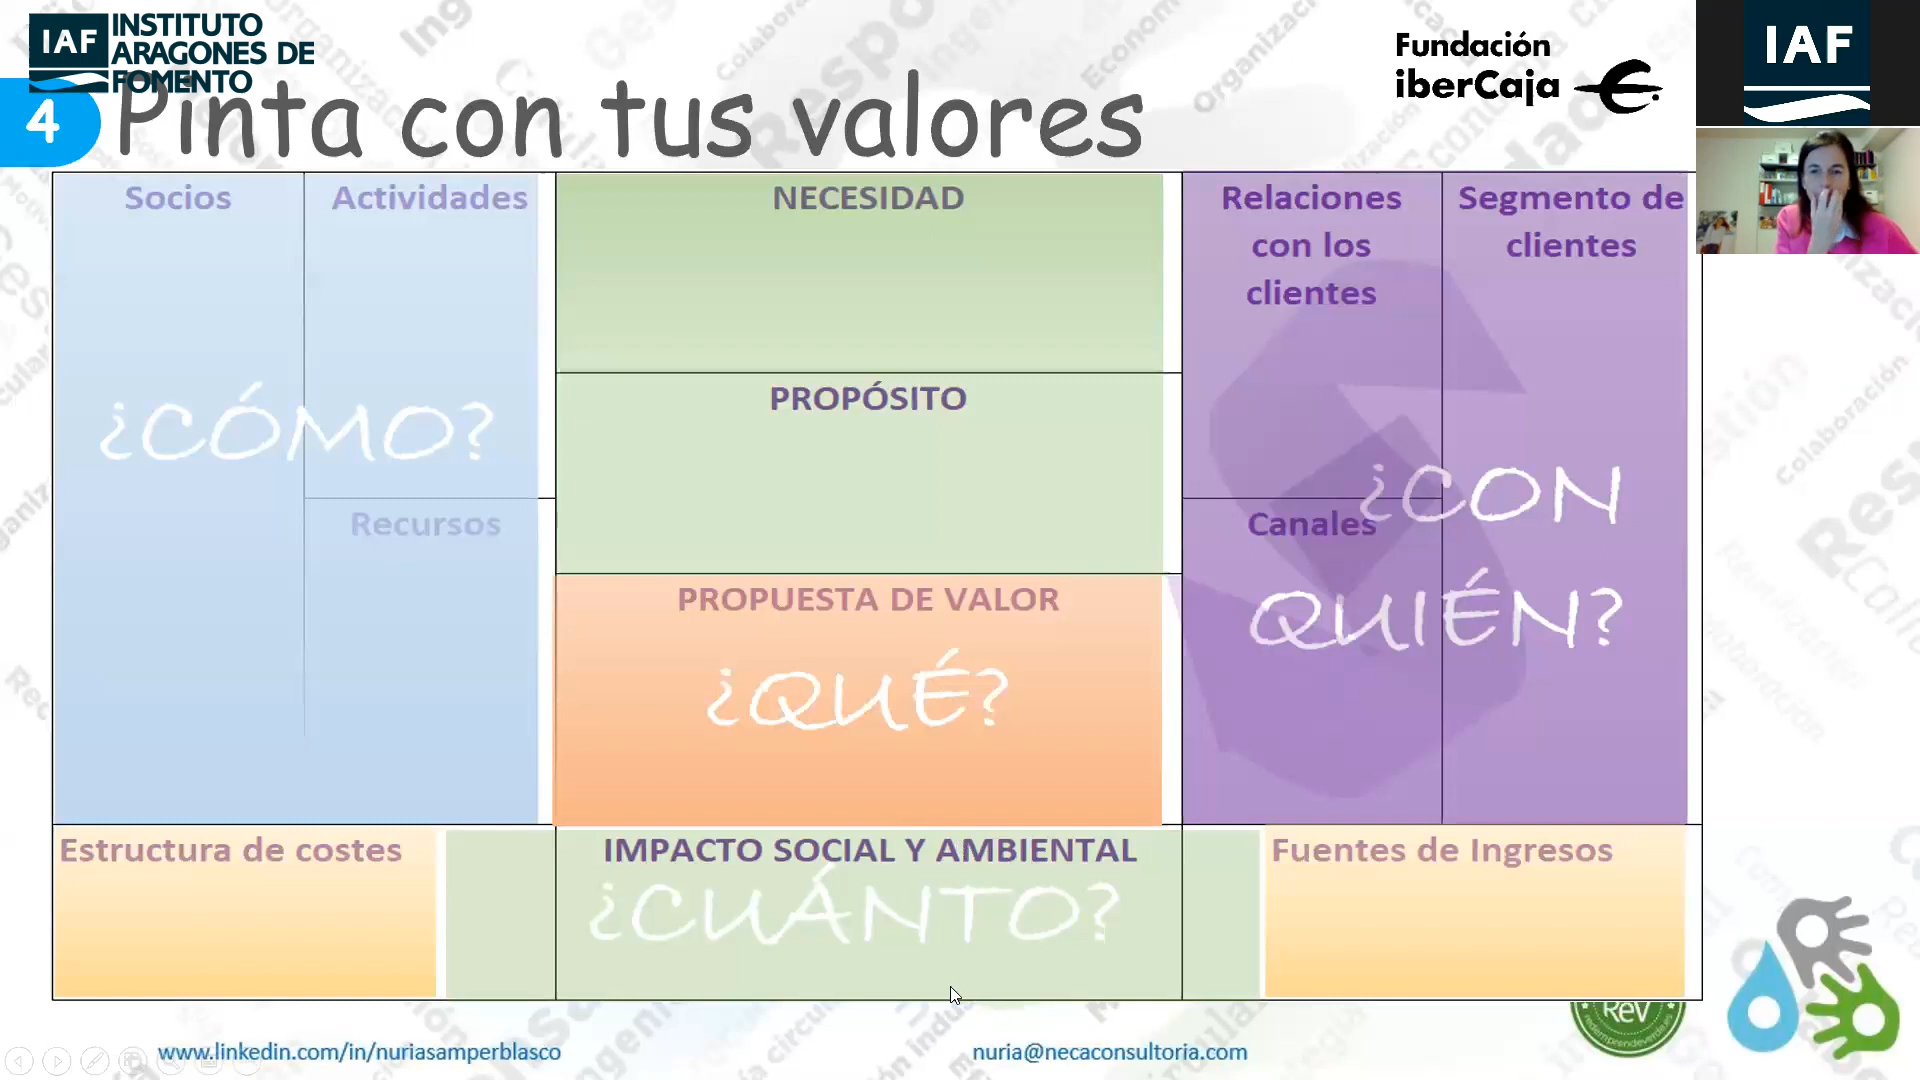 IAF
INSTITUTO
ARAGONES DE
FOMENTO
Fundación
iberCaja
IAF
4
Pinta con tus valores
Socios
Actividades
NECESIDAD
Relaciones
con los
clientes
Segmento de
clientes
PROPÓSITO
¿CÓMO?
¿CON
QUIÉN?
Recursos
Canales
PROPUESTA DE VALOR
¿QUÉ?
Estructura de costes
IMPACTO SOCIAL Y AMBIENTAL
Fuentes de Ingresos
¿CUÁNTO?
ReV
www.linkedin.com/in/nuriasamperblasco
nuria@necaconsultoria.com